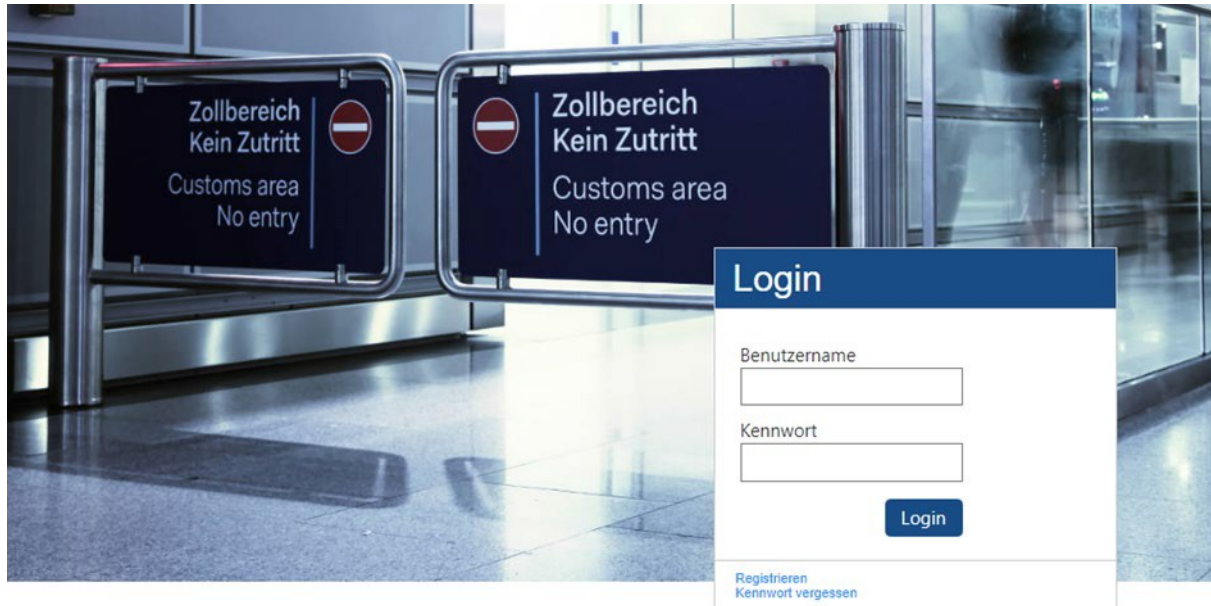 Zollbereich
Kein Zutritt
Customs area
No entry
Zollbereich
Kein Zutritt
Customs area
No entry
Login
Benutzername
Kennwort
Login
Registrieren
Kennwort vergessen